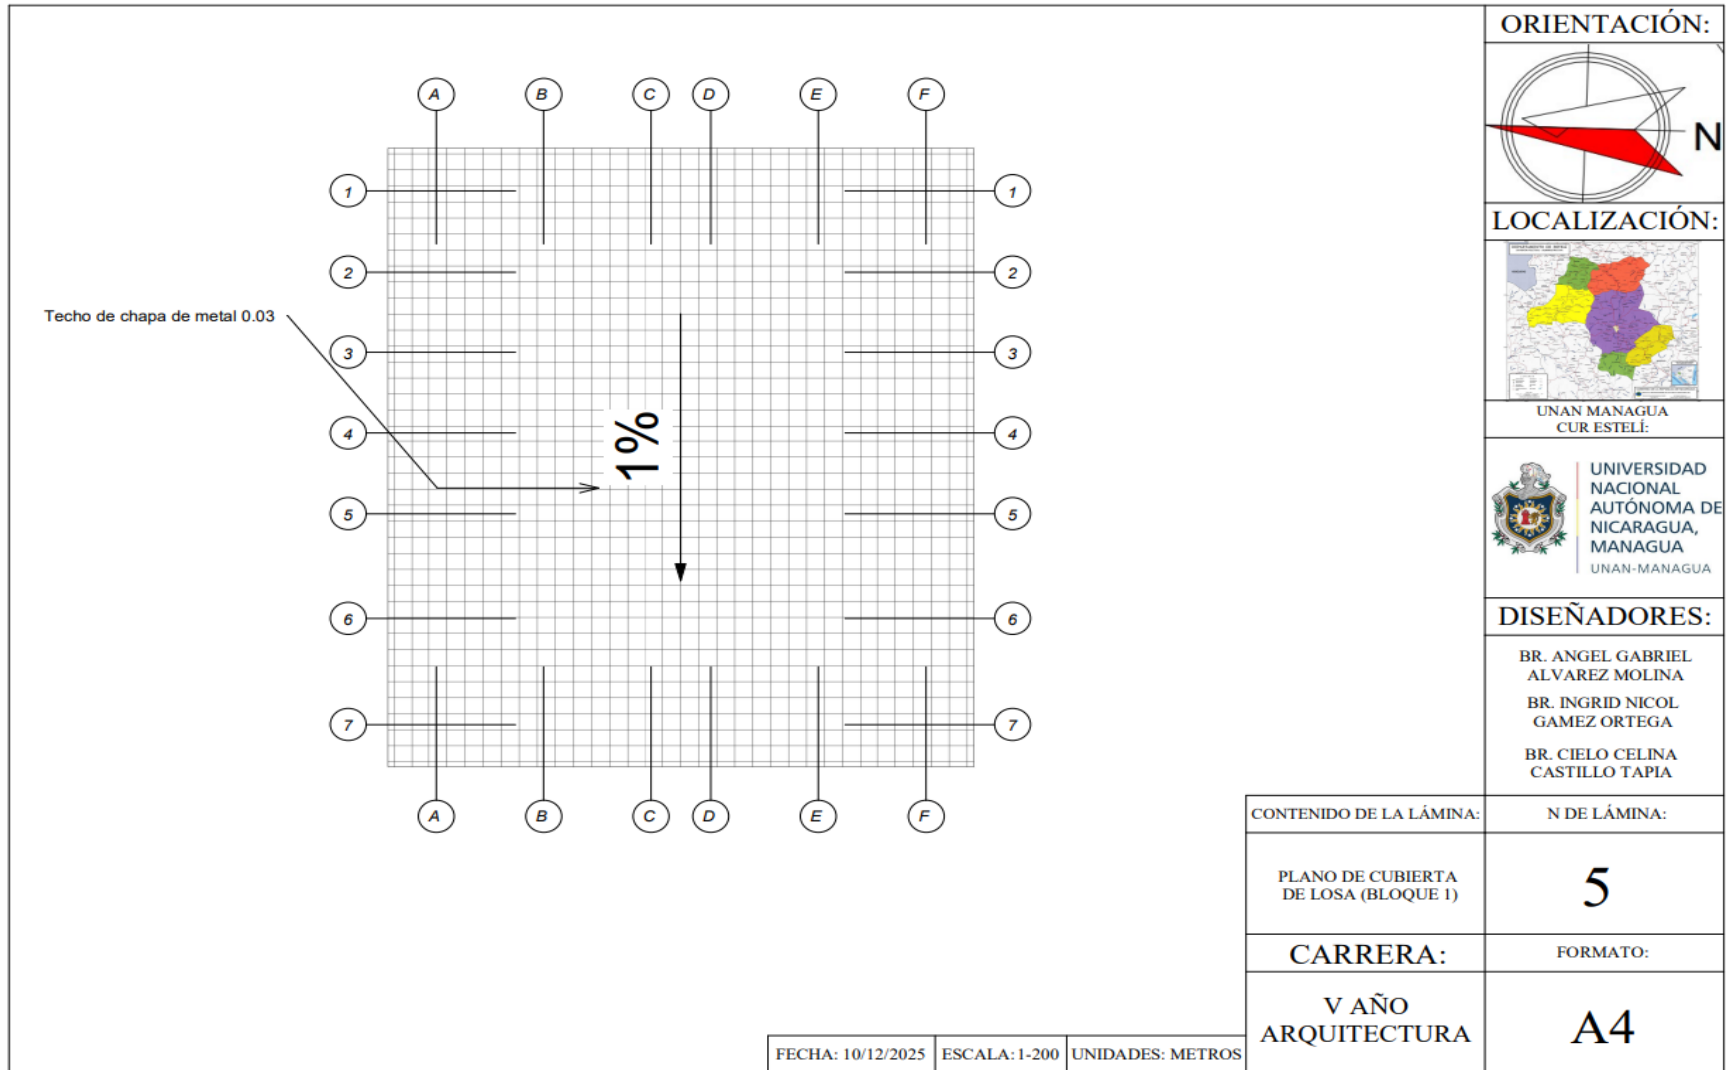 A B C D E F
1 1
2 2
Techo de chapa de metal 0.03
3 3
4 4
1%
5 5
6 6
7 7
A B C D E F
ORIENTACIÓN:
N
LOCALIZACIÓN:
UNAN MANAGUA
CUR ESTELÍ:
UNIVERSIDAD
NACIONAL
AUTÓNOMA DE
NICARAGUA,
MANAGUA
UNAN-MANAGUA
DISEÑADORES:
BR. ANGEL GABRIEL
ALVAREZ MOLINA
BR. INGRID NICOL
GAMEZ ORTEGA
BR. CIELO CELINA
CASTILLO TAPIA
CONTENIDO DE LA LÁMINA:
N DE LÁMINA:
PLANO DE CUBIERTA
DE LOSA (BLOQUE 1)
5
CARRERA:
FORMATO:
V AÑO
ARQUITECTURA
A4
FECHA: 10/12/2025
ESCALA:1-200
UNIDADES: METROS